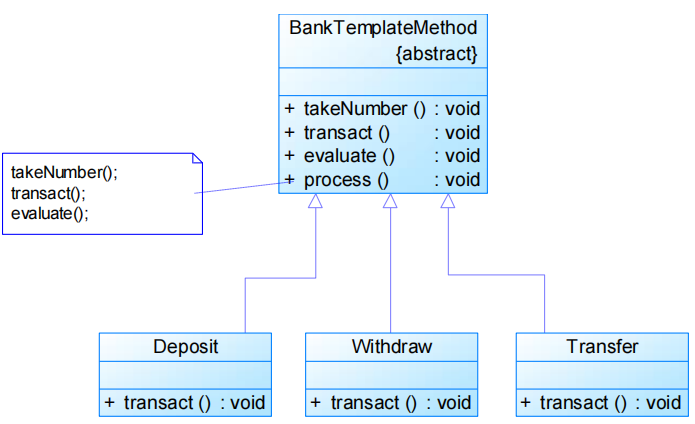 BankTemplateMethod
{abstract}
+ takeNumber () : void
+ transact () : void
+ evaluate () : void
+ process () : void
takeNumber();
transact();
evaluate();
Deposit
+ transact () : void
Withdraw
+ transact () : void
Transfer
+ transact () : void